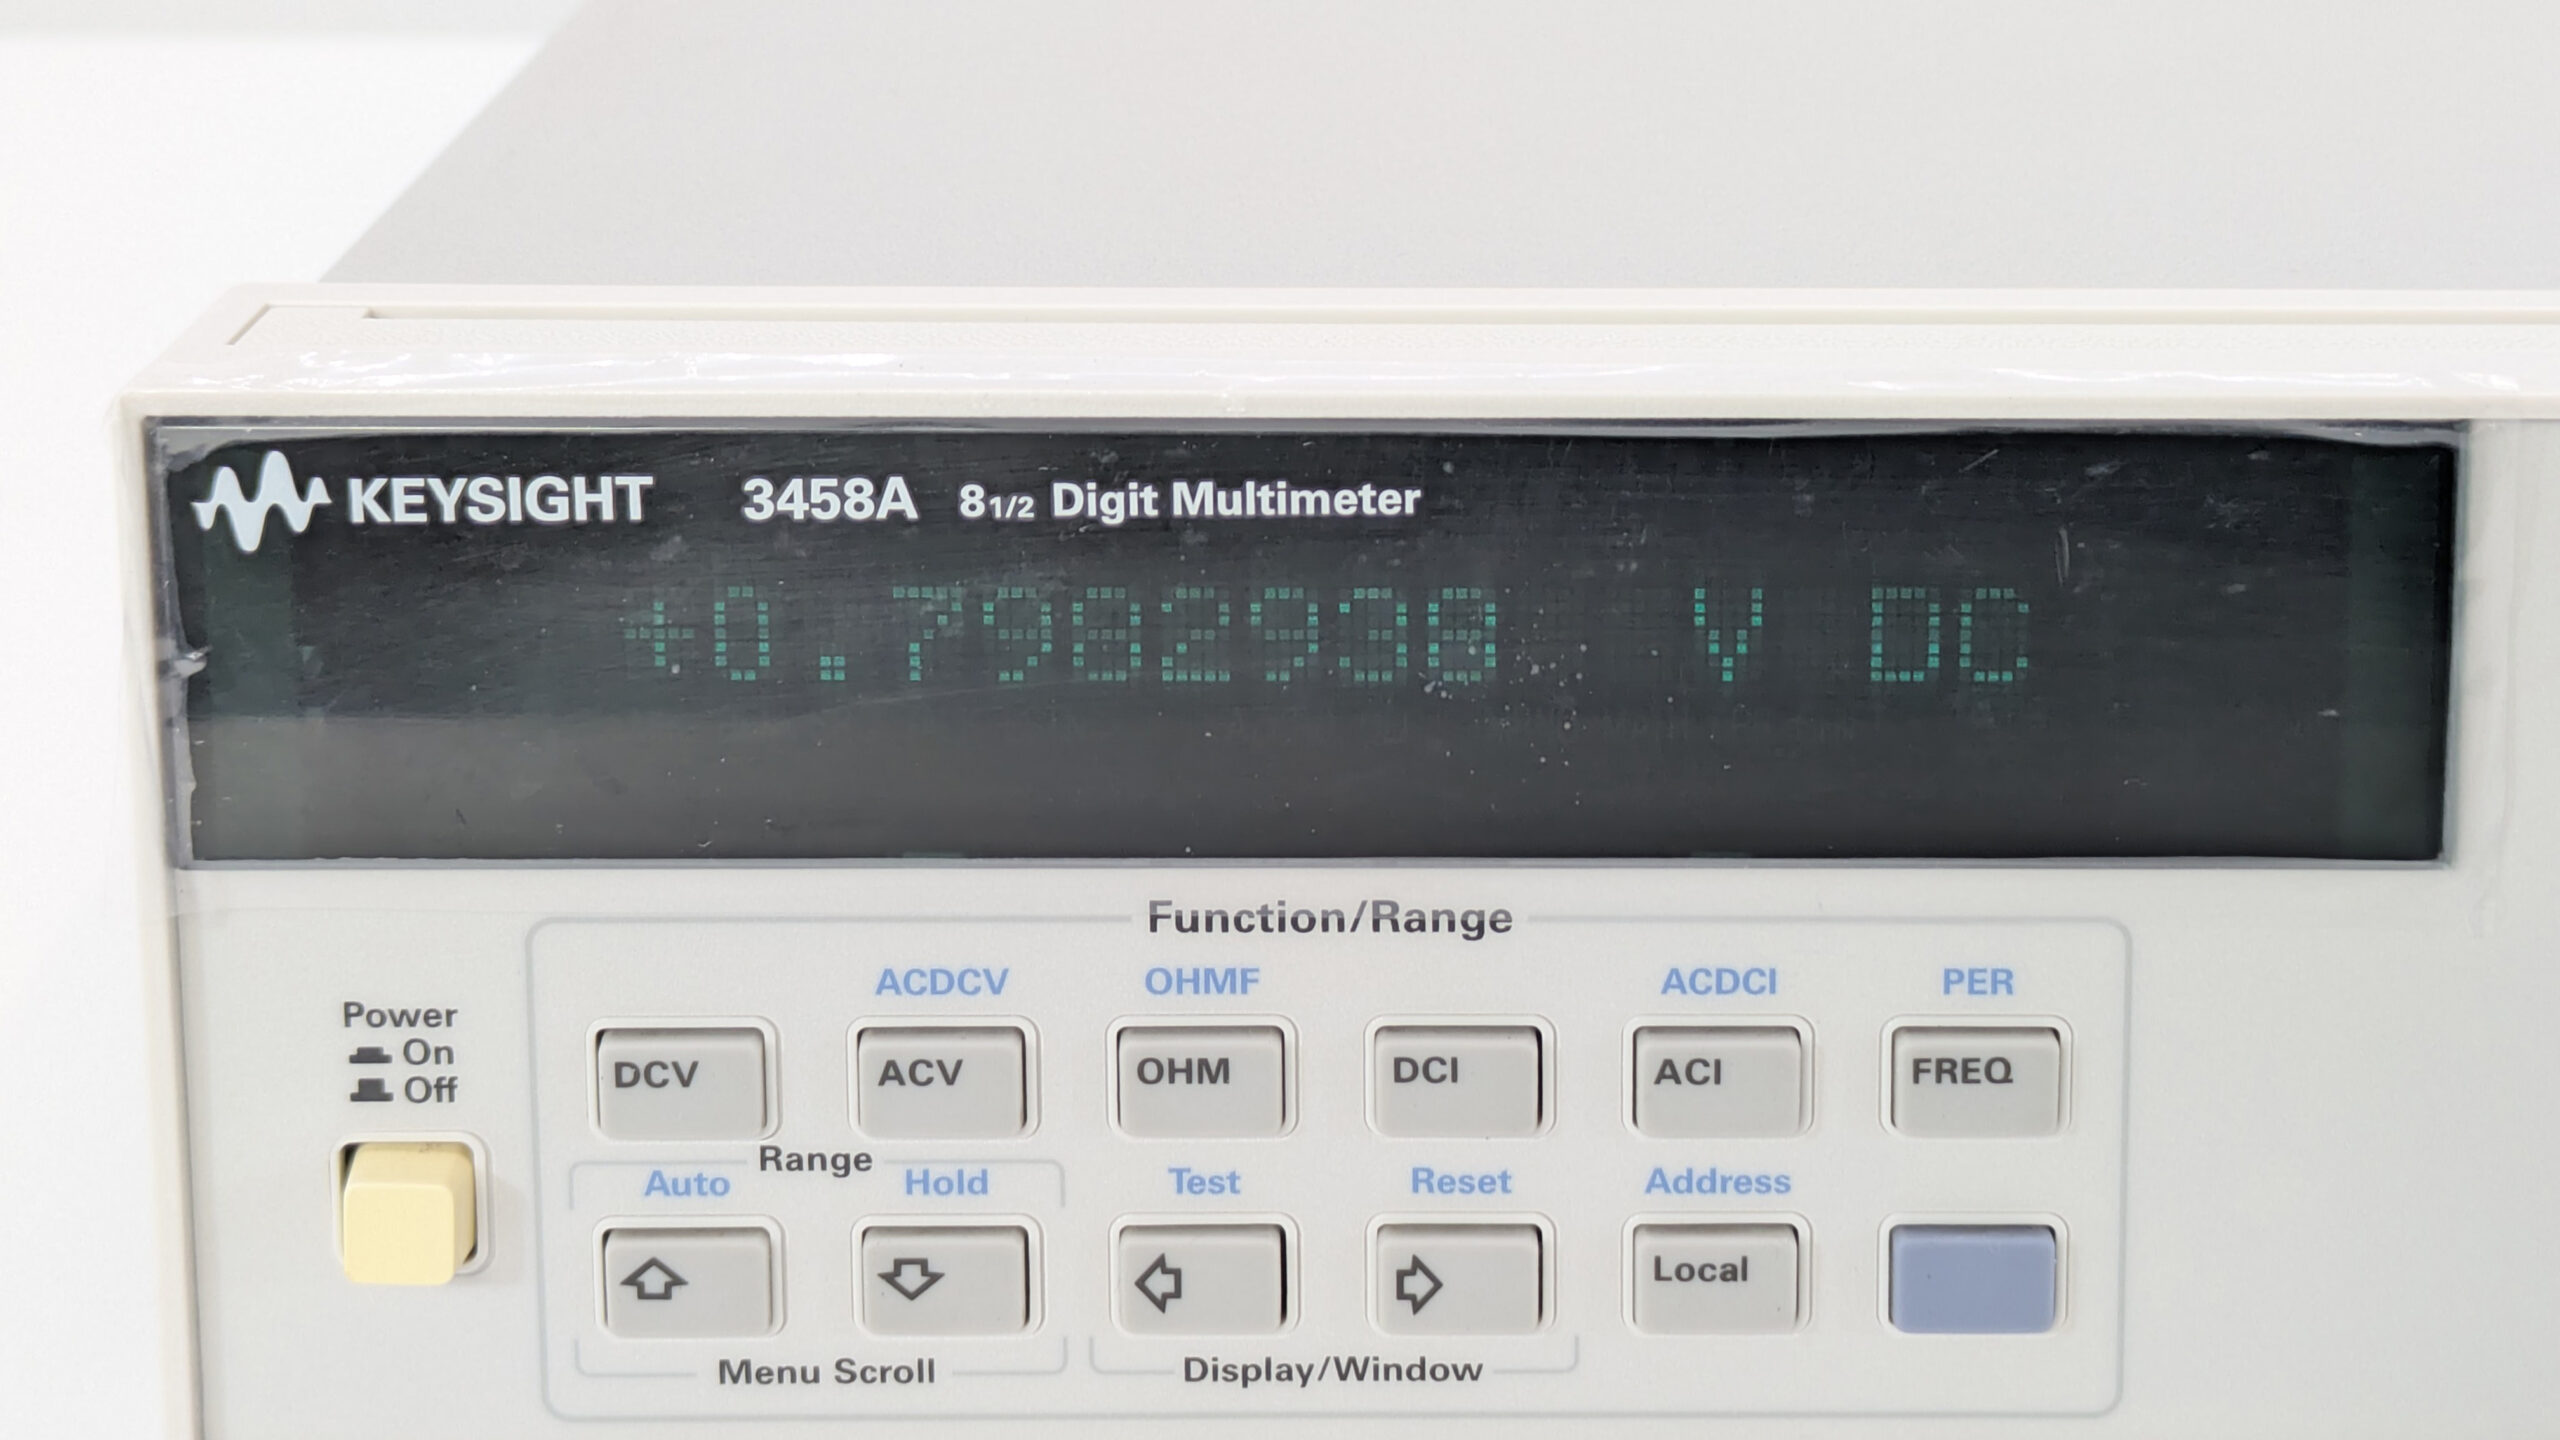 KEYSIGHT 3458A 8 1/2 Digit Multimeter
+0.7982938 V DC
Function/Range
ACDCV OHMF ACDCI PER
Power
On
Off
DCV ACV OHM DCI ACI FREQ
Range
Auto Hold Test Reset Address
Local
Menu Scroll Display/Window